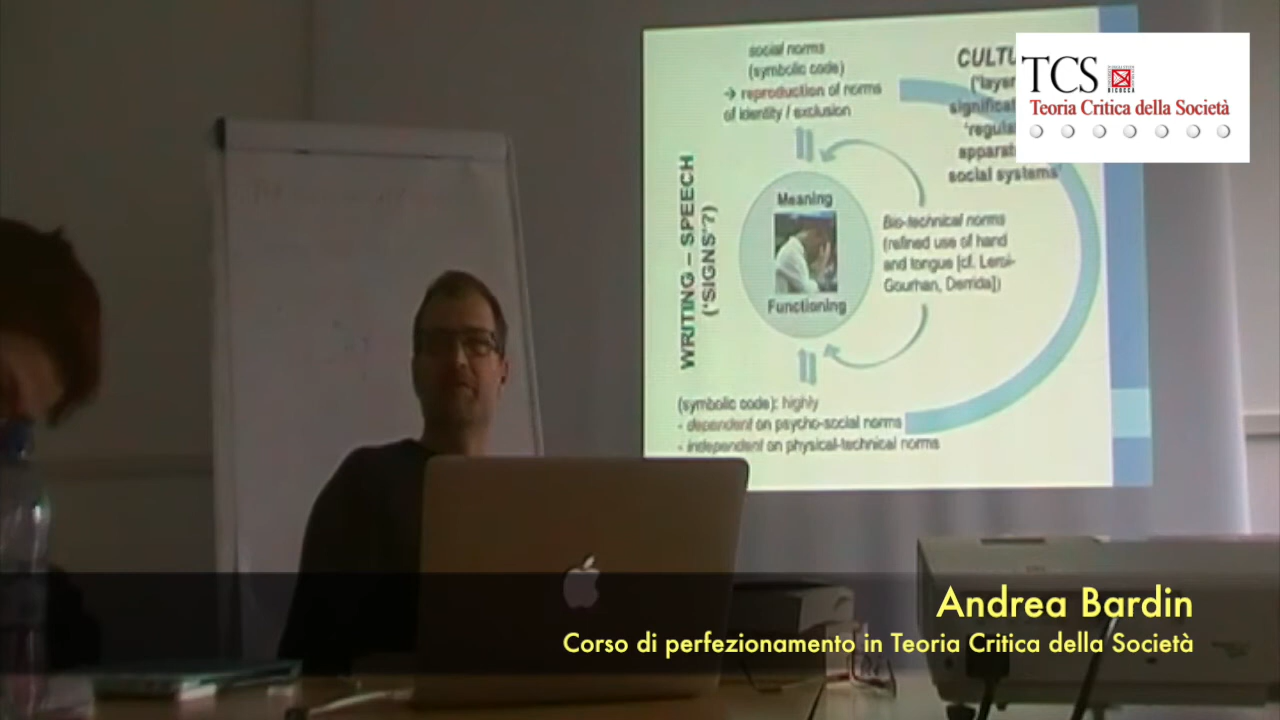 social norms
(symbolic code)
→ reproduction of norms
of identity / exclusion
CULTU
('layer
significat
'regula
apparat
social systems'
TCS
BICOCCA
Teoria Critica della Società
WRITING – SPEECH
('SIGNS'?)
Meaning
Functioning
Bio-technical norms
(refined use of hand
and tongue [cf. Leroi-
Gourhan, Derrida])
(symbolic code): highly
- dependent on psycho-social norms
- independent on physical-technical norms
Andrea Bardin
Corso di perfezionamento in Teoria Critica della Società